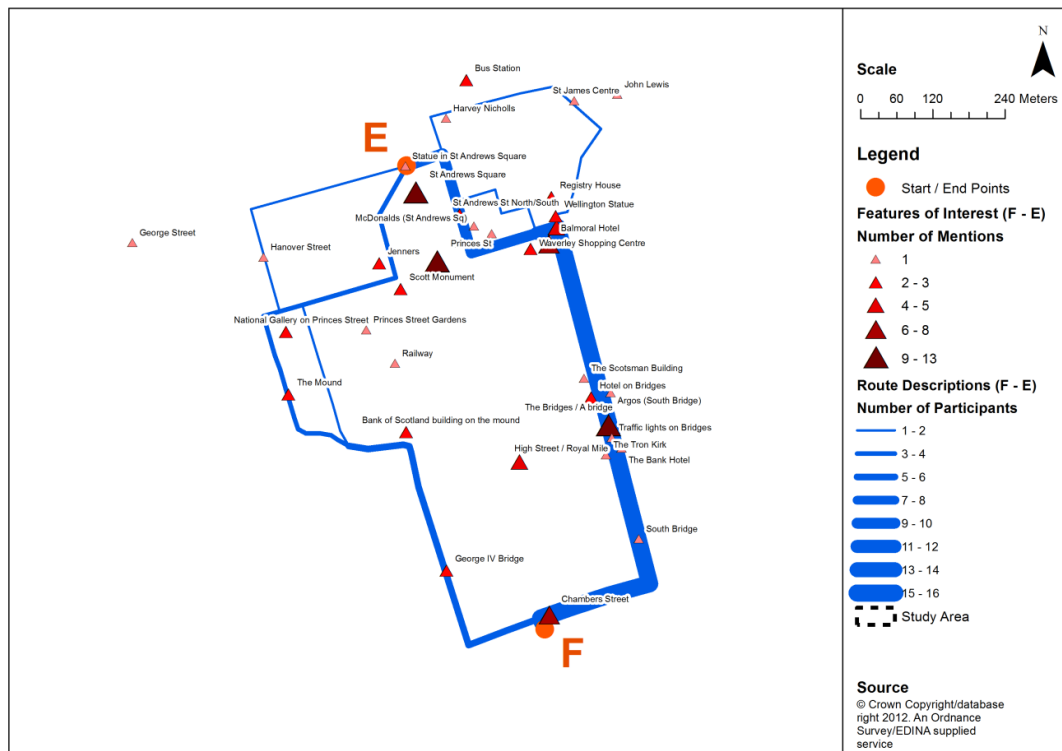 Bus Station
St James Centre
John Lewis
Harvey Nicholls
E
Statue in St Andrews Square
St Andrews Square
Registry House
St Andrews St North/South
Wellington Statue
McDonalds (St Andrews Sq)
Balmoral Hotel
George Street
Hanover Street
Princes St
Waverley Shopping Centre
Jenners
Scott Monument
National Gallery on Princes Street
Princes Street Gardens
Railway
The Scotsman Building
The Mound
Hotel on Bridges
Argos (South Bridge)
The Bridges / A bridge
Bank of Scotland building on the mound
Traffic lights on Bridges
High Street / Royal Mile
The Tron Kirk
The Bank Hotel
South Bridge
George IV Bridge
Chambers Street
F
N
Scale
0 60 120 240 Meters
Legend
Start / End Points
Features of Interest (F - E)
Number of Mentions
1
2 - 3
4 - 5
6 - 8
9 - 13
Route Descriptions (F - E)
Number of Participants
1 - 2
3 - 4
5 - 6
7 - 8
9 - 10
11 - 12
13 - 14
15 - 16
Study Area
Source
© Crown Copyright/database
right 2012. An Ordnance
Survey/EDINA supplied
service